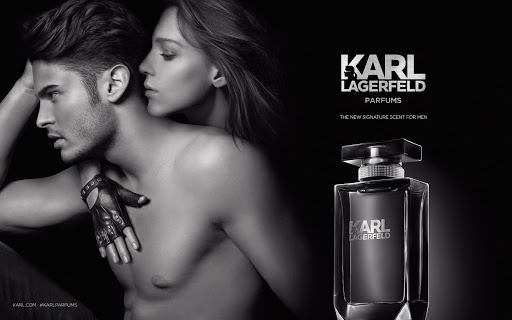 KARL
LAGERFELD
PARFUMS
THE NEW SIGNATURE SCENT FOR MEN
KARL
LAGERFELD
KARL.COM #KARLPARFUMS